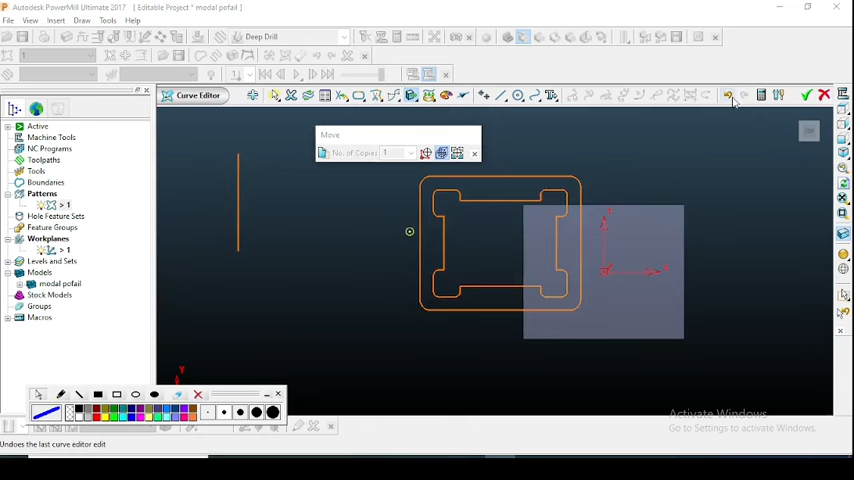 Autodesk PowerMill Ultimate 2017 [ Editable Project * modal pofail ]
File View Insert Draw Tools Help
Deep Drill
1
1
Curve Editor
Move
No. of Copies 1
Active
Machine Tools
NC Programs
Toolpaths
Tools
Boundaries
Patterns
> 1
Hole Feature Sets
Feature Groups
Workplanes
> 1
Levels and Sets
Models
modal pofail
Stock Models
Groups
Macros
Y
Activate Windows
Go to Settings to activate Windows.
Undoes the last curve editor edit